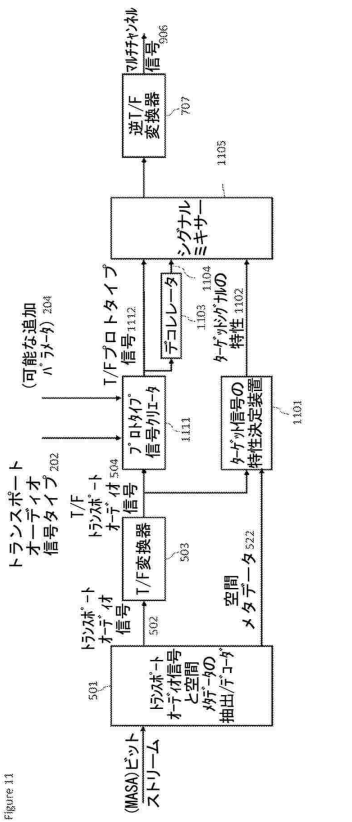 Figure 11
(MASA)ビット
ストリーム
501
トランスポート
オーディオ信号
と空間
メタデータの
抽出/デコーダ
トランスポート
オーディオ
信号
502
T/F変換器
503
空間
メタデータ 522
トランスポート
オーディオ 202
信号タイプ
T/F
トランスポート
オーディオ 504
信号
(可能な追加
パラメータ) 204
プロトタイプ
信号クリエータ
1111
ターゲット信号の
特性決定装置
1101
T/Fプロトタイプ
信号 1112
デコレレータ
1103
1104
ターゲットシグナルの
特性 1102
シグナル
ミキサー
1105
逆T/F
変換器
707
マルチチャンネル
信号
906